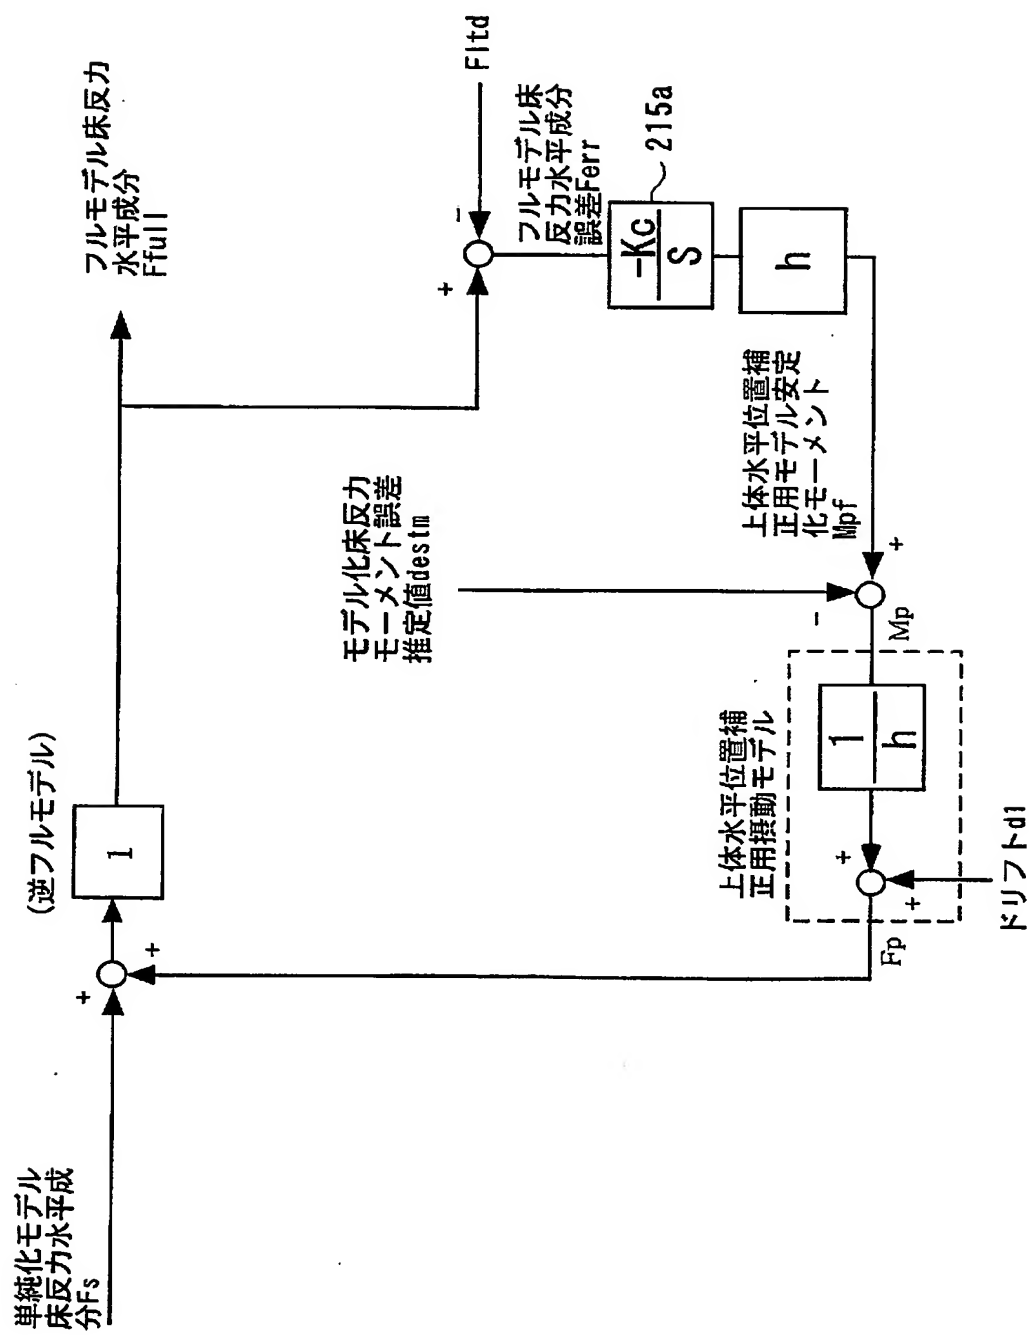 単純化モデル
床反力水平成
分Fs
+
+
(逆フルモデル)
1
フルモデル床反力
水平成分
Ffull
Fltd
-
+
フルモデル床
反力水平成分
誤差Ferr
215a
-Kc
S
h
モデル化床反力
モーメント誤差
推定値destm
上体水平位置補
正用モデル安定
化モーメント
Mpf
+
-
Mp
上体水平位置補
正用摂動モデル
1
h
+
+
Fp
ドリフトd1